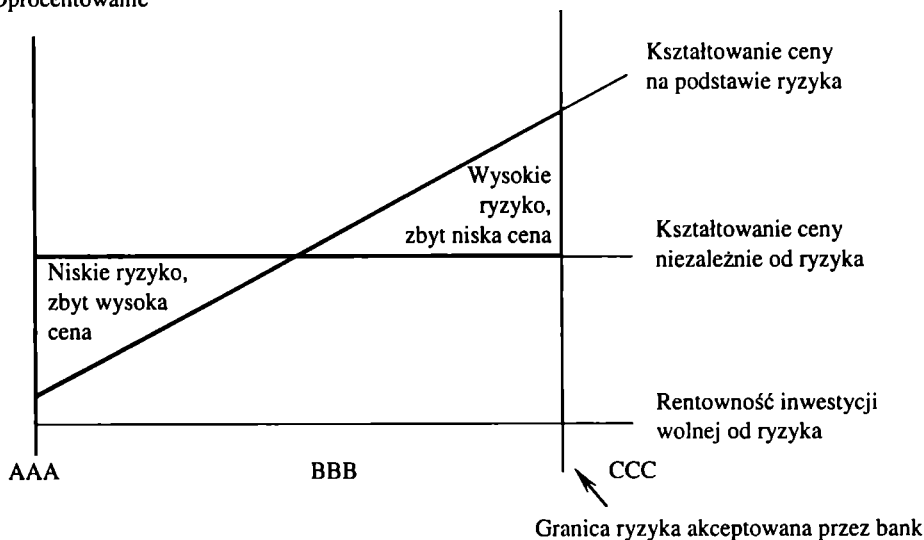 Oprocentowanie
Kształtowanie ceny
na podstawie ryzyka
Wysokie
ryzyko,
zbyt niska cena
Kształtowanie ceny
niezależnie od ryzyka
Niskie ryzyko,
zbyt wysoka
cena
Rentowność inwestycji
wolnej od ryzyka
AAA
BBB
CCC
Granica ryzyka akceptowana przez bank